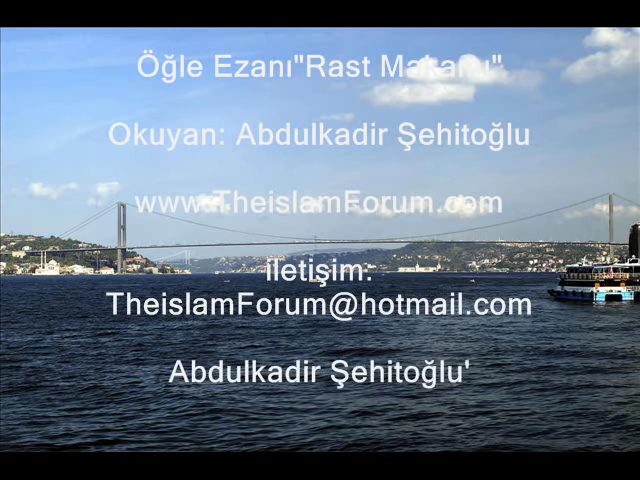 Öğle Ezanı"Rast Makamı"
Okuyan: Abdulkadir Şehitoğlu
www.TheislamForum.com
iletişim:
TheislamForum@hotmail.com
Abdulkadir Şehitoğlu'